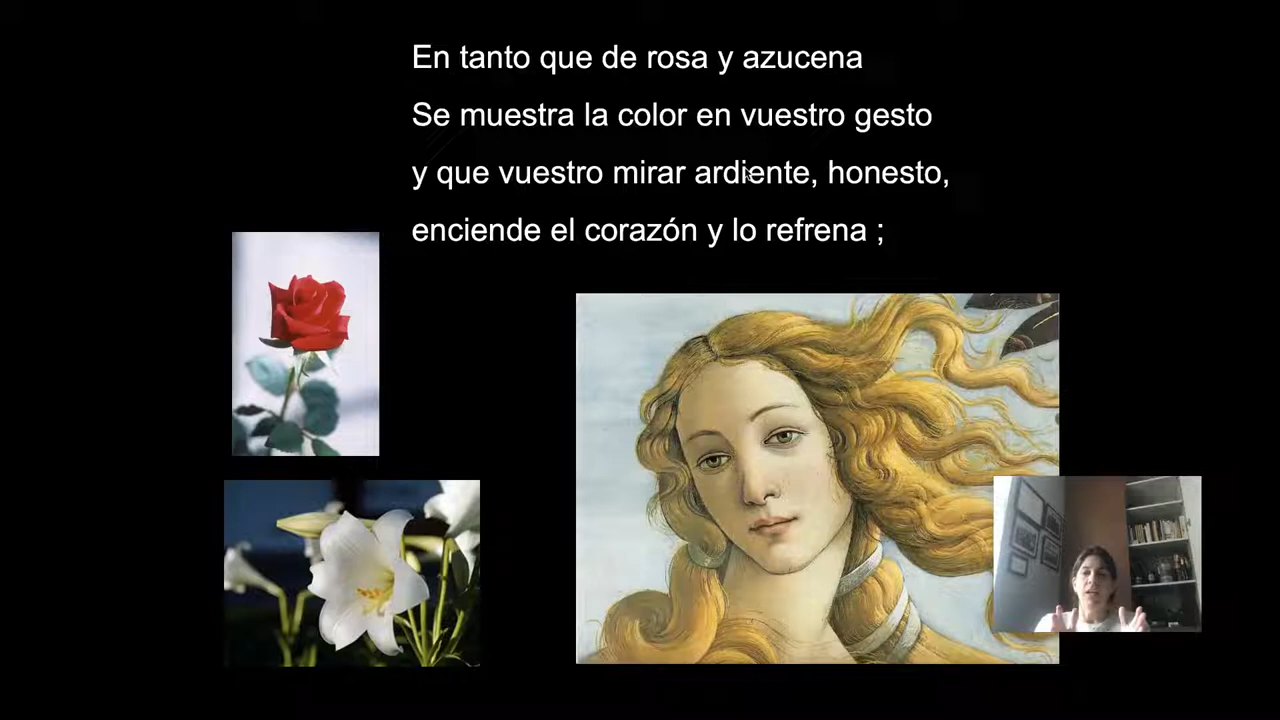 En tanto que de rosa y azucena
Se muestra la color en vuestro gesto
y que vuestro mirar ardiente, honesto,
enciende el corazón y lo refrena ;